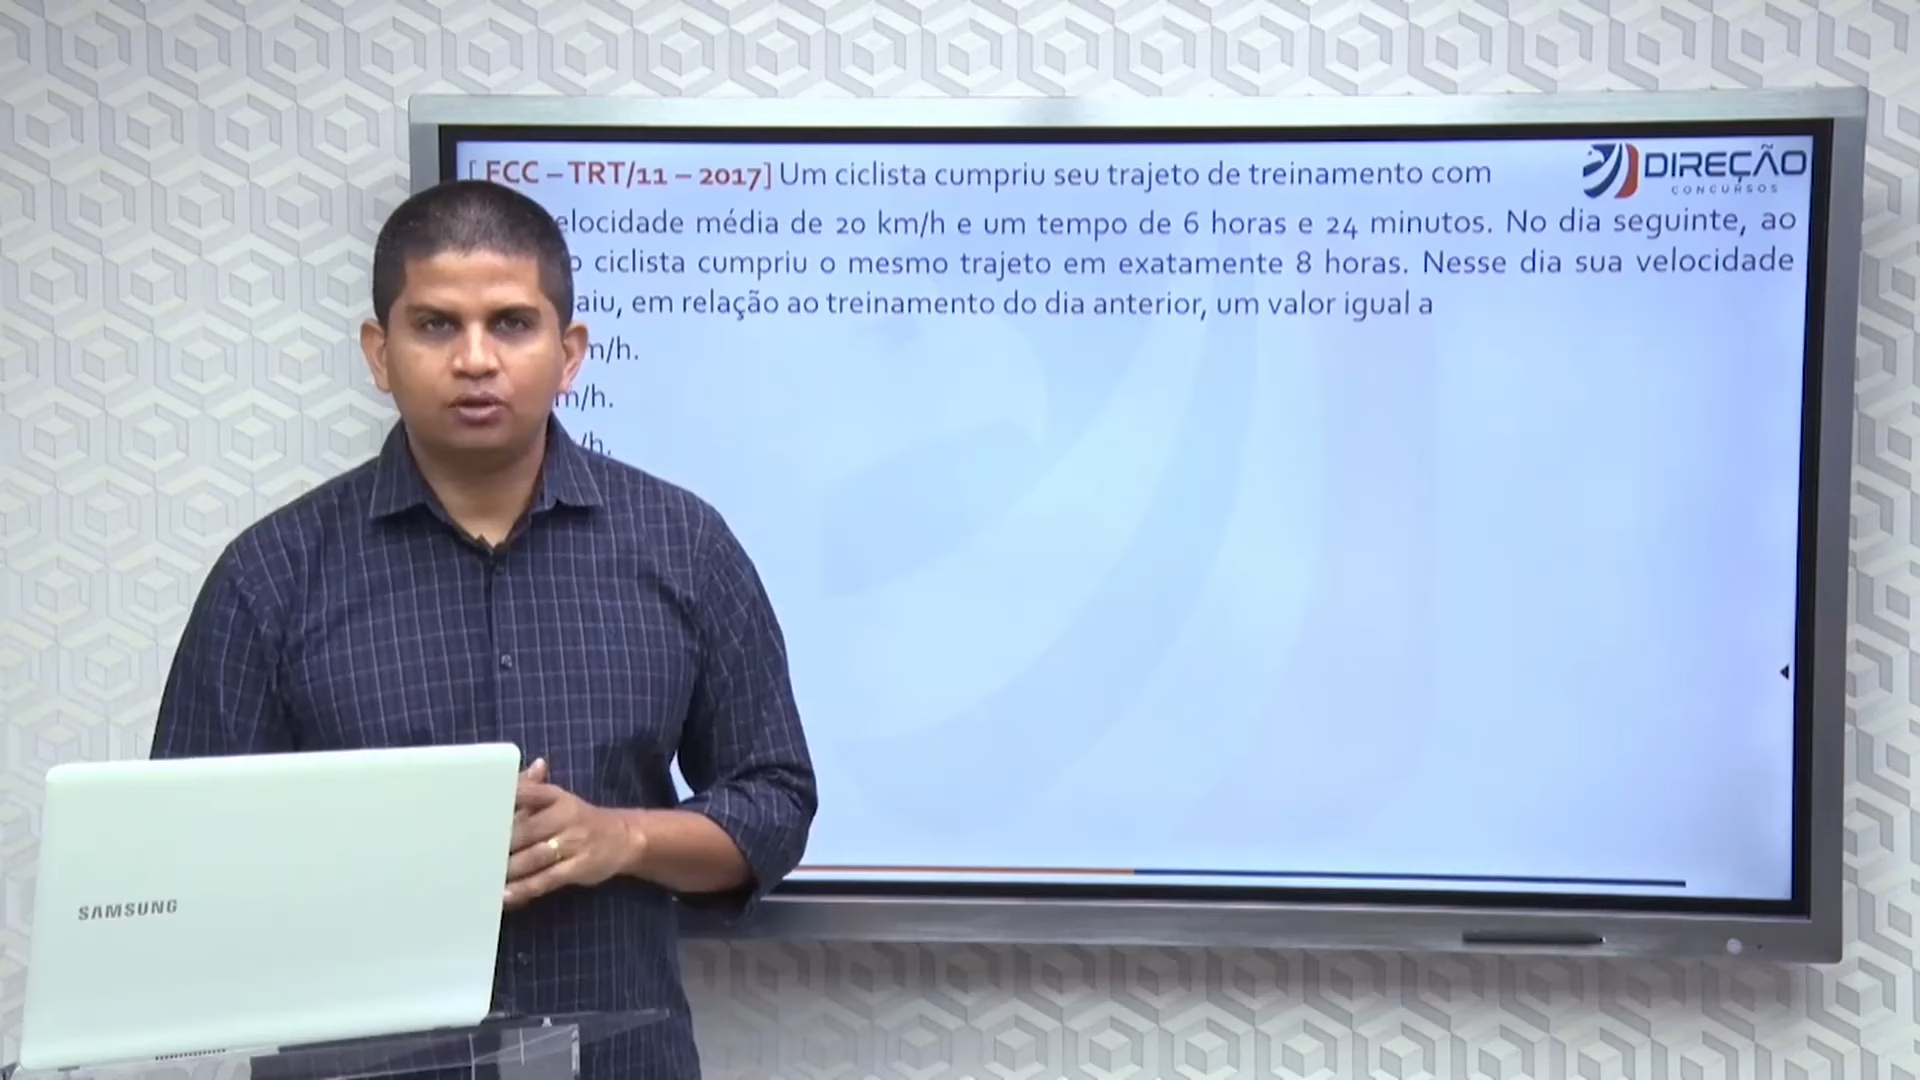 [ FCC – TRT/11 – 2017] Um ciclista cumpriu seu trajeto de treinamento com
DIREÇÃO
CONCURSOS
elocidade média de 20 km/h e um tempo de 6 horas e 24 minutos. No dia seguinte, ao
o ciclista cumpriu o mesmo trajeto em exatamente 8 horas. Nesse dia sua velocidade
aiu, em relação ao treinamento do dia anterior, um valor igual a
m/h.
m/h.
/h.
SAMSUNG